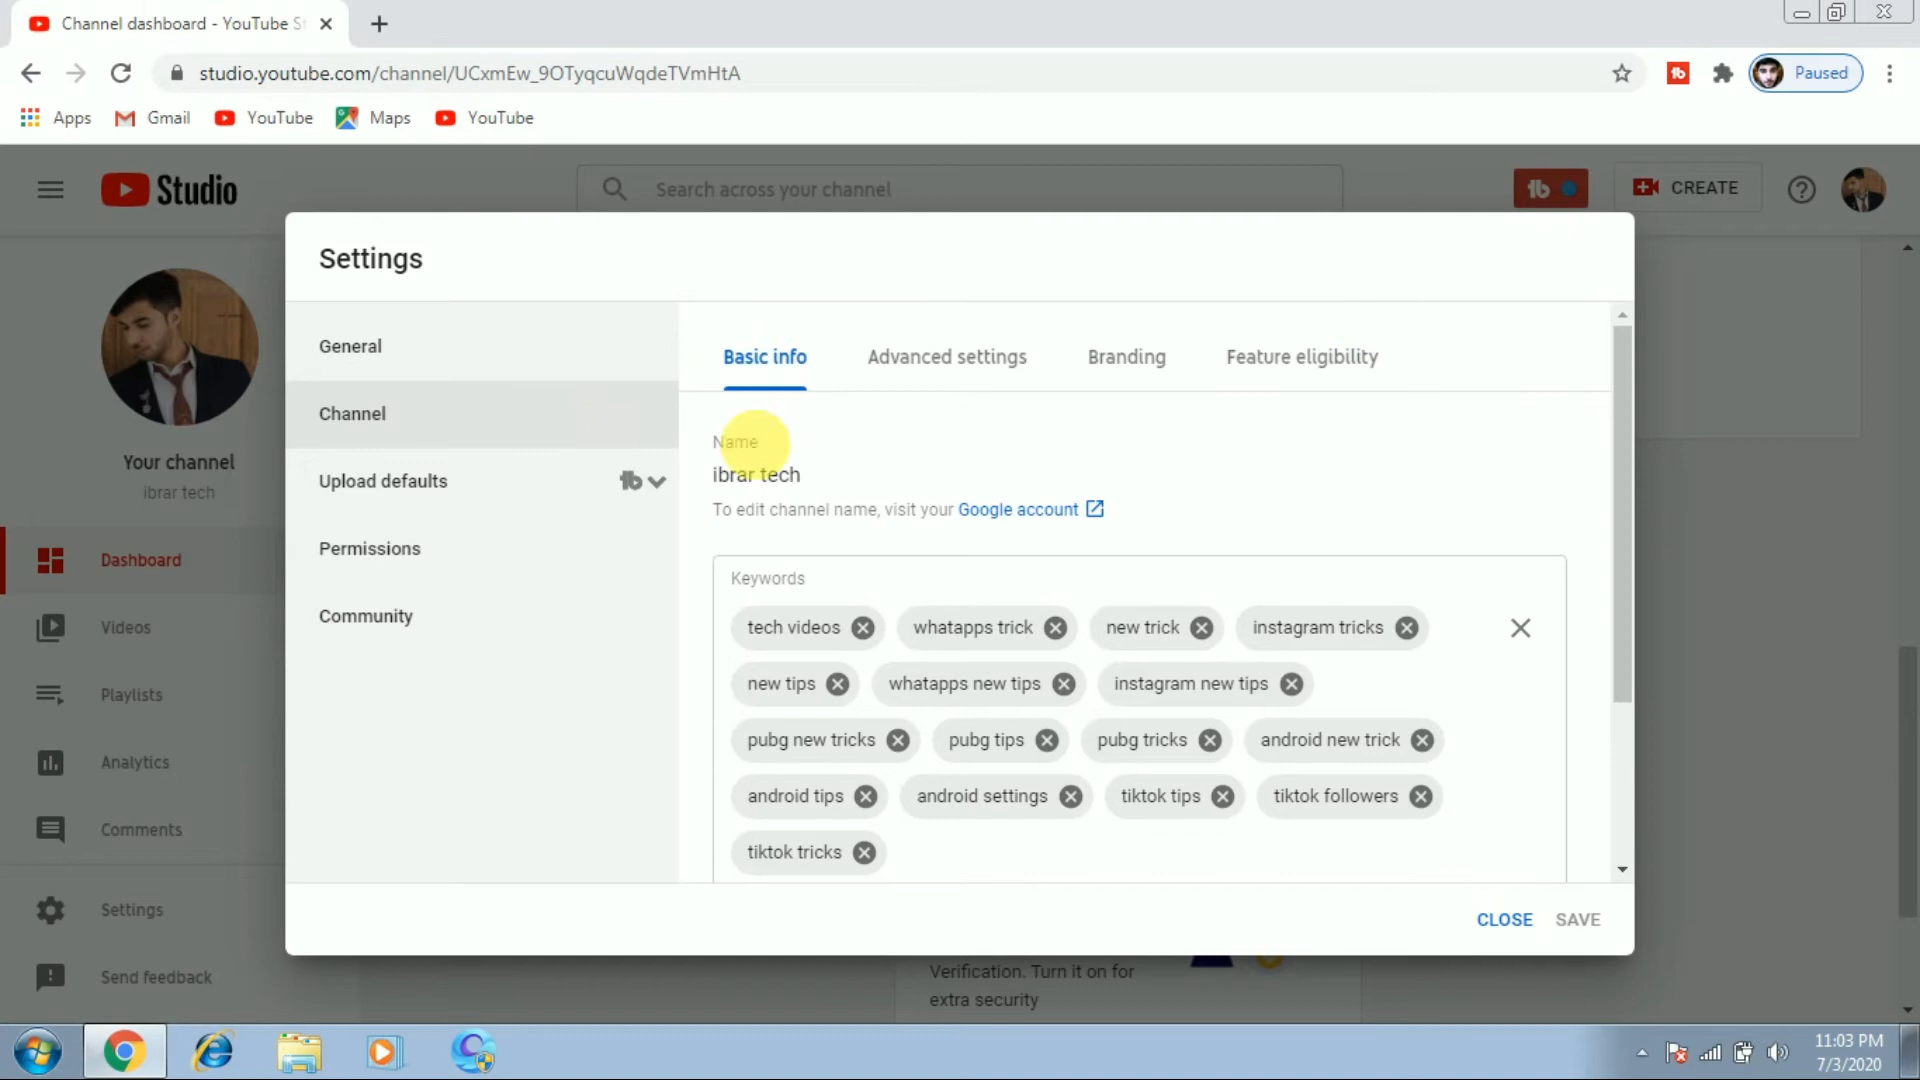 Channel dashboard - YouTube St
studio.youtube.com/channel/UCxmEw_9OTyqcuWqdeTVmHtA
Paused
Apps Gmail YouTube Maps YouTube
Studio
Search across your channel
CREATE
Settings
General
Channel
Upload defaults
Permissions
Community
Basic info Advanced settings Branding Feature eligibility
Name
ibrar tech
To edit channel name, visit your Google account
Keywords
tech videos whatapps trick new trick instagram tricks
new tips whatapps new tips instagram new tips
pubg new tricks pubg tips pubg tricks android new trick
android tips android settings tiktok tips tiktok followers
tiktok tricks
CLOSE SAVE
Your channel
ibrar tech
Dashboard
Videos
Playlists
Analytics
Comments
Settings
Send feedback
Verification. Turn it on for
extra security
11:03 PM
7/3/2020